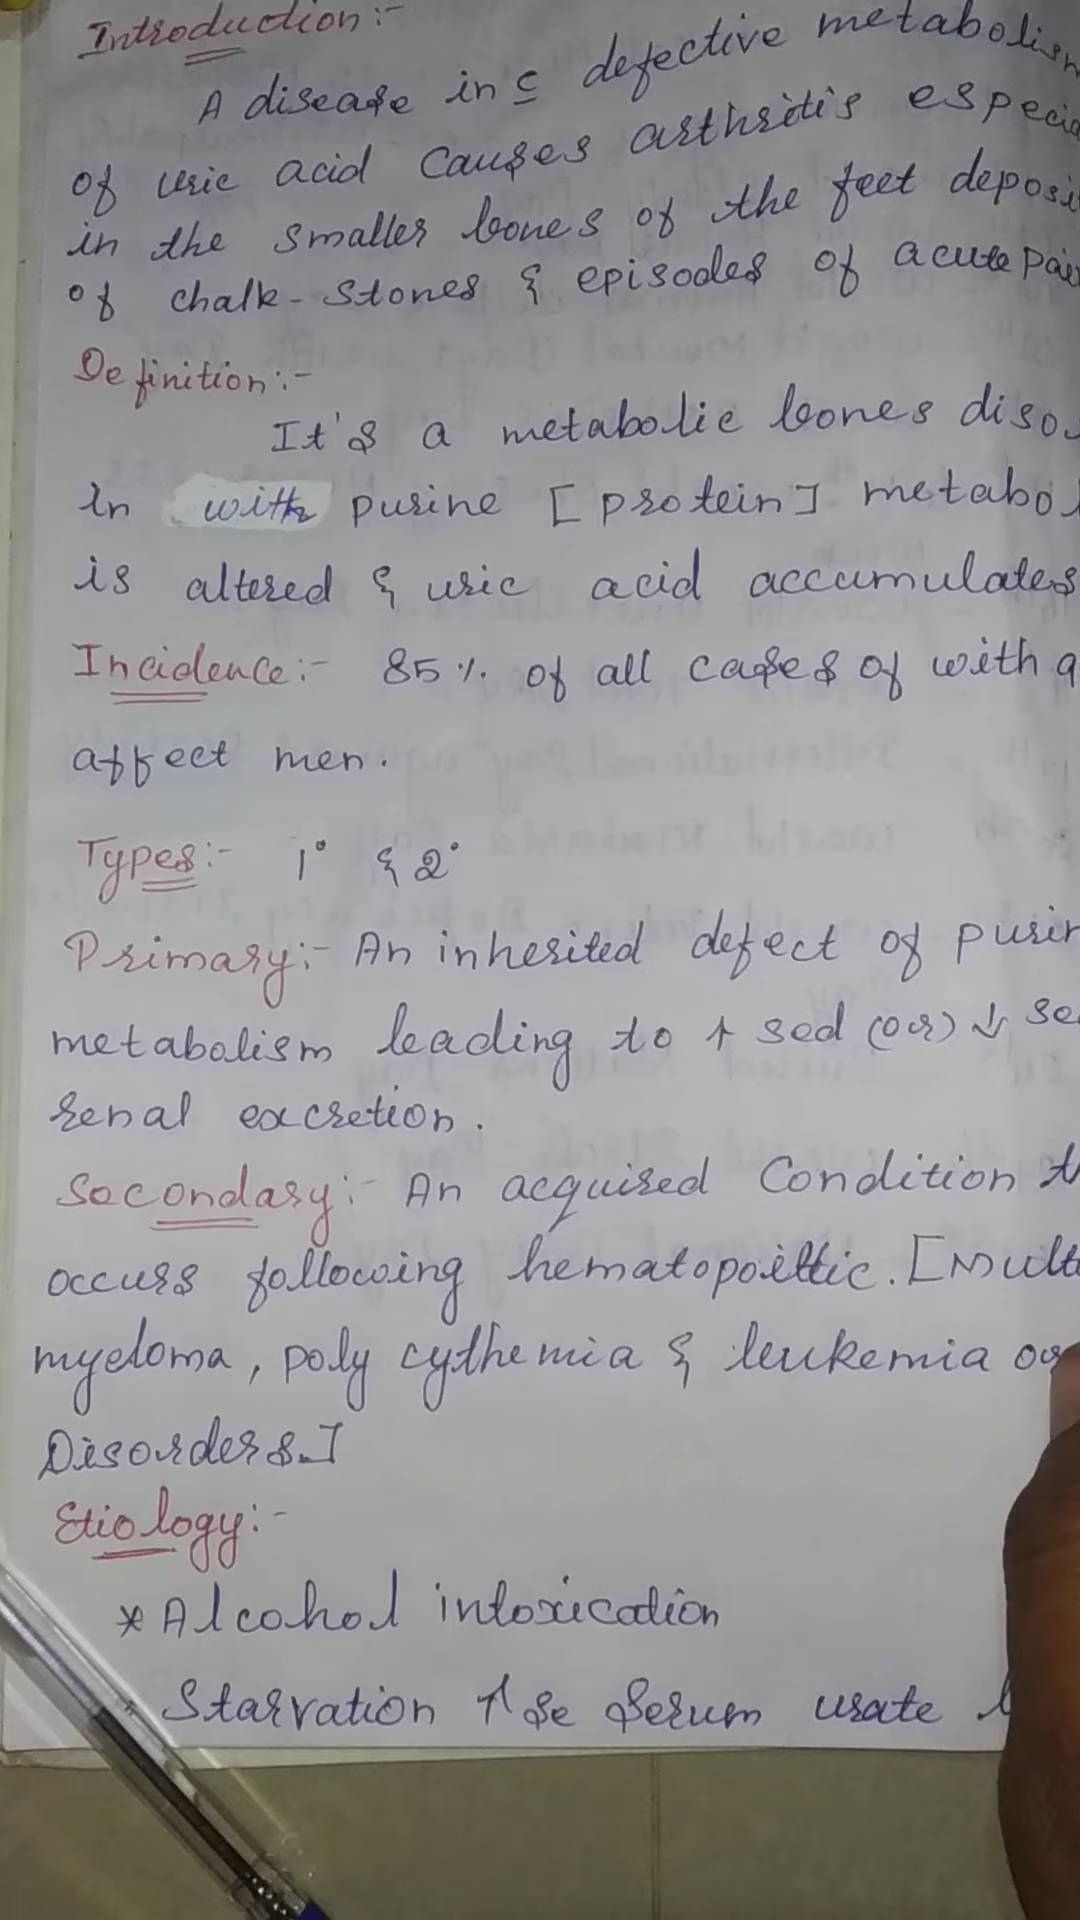 Introduction :-
A disease in c̲ defective metabolism
of uric acid causes arthritis especia
in the smaller bones of the feet deposi
of chalk-stones & episodes of acute pai
Definition :-
It's a metabolic bones diso
in with purine [protein] metabo
is altered & uric acid accumulates
Incidence :- 85% of all cases of with g
affect men.
Types :- 1° & 2°
Primary :- An inherited defect of purin
metabolism leading to ↑ sed (or) ↓ se
renal excretion.
Secondary :- An acquired Condition th
occurs following hematopoittic. [Mult
myeloma, poly cythemia & leukemia or
Disorders.]
Etiology :-
* Alcohol intoxication
Starvation ↑se serum urate l